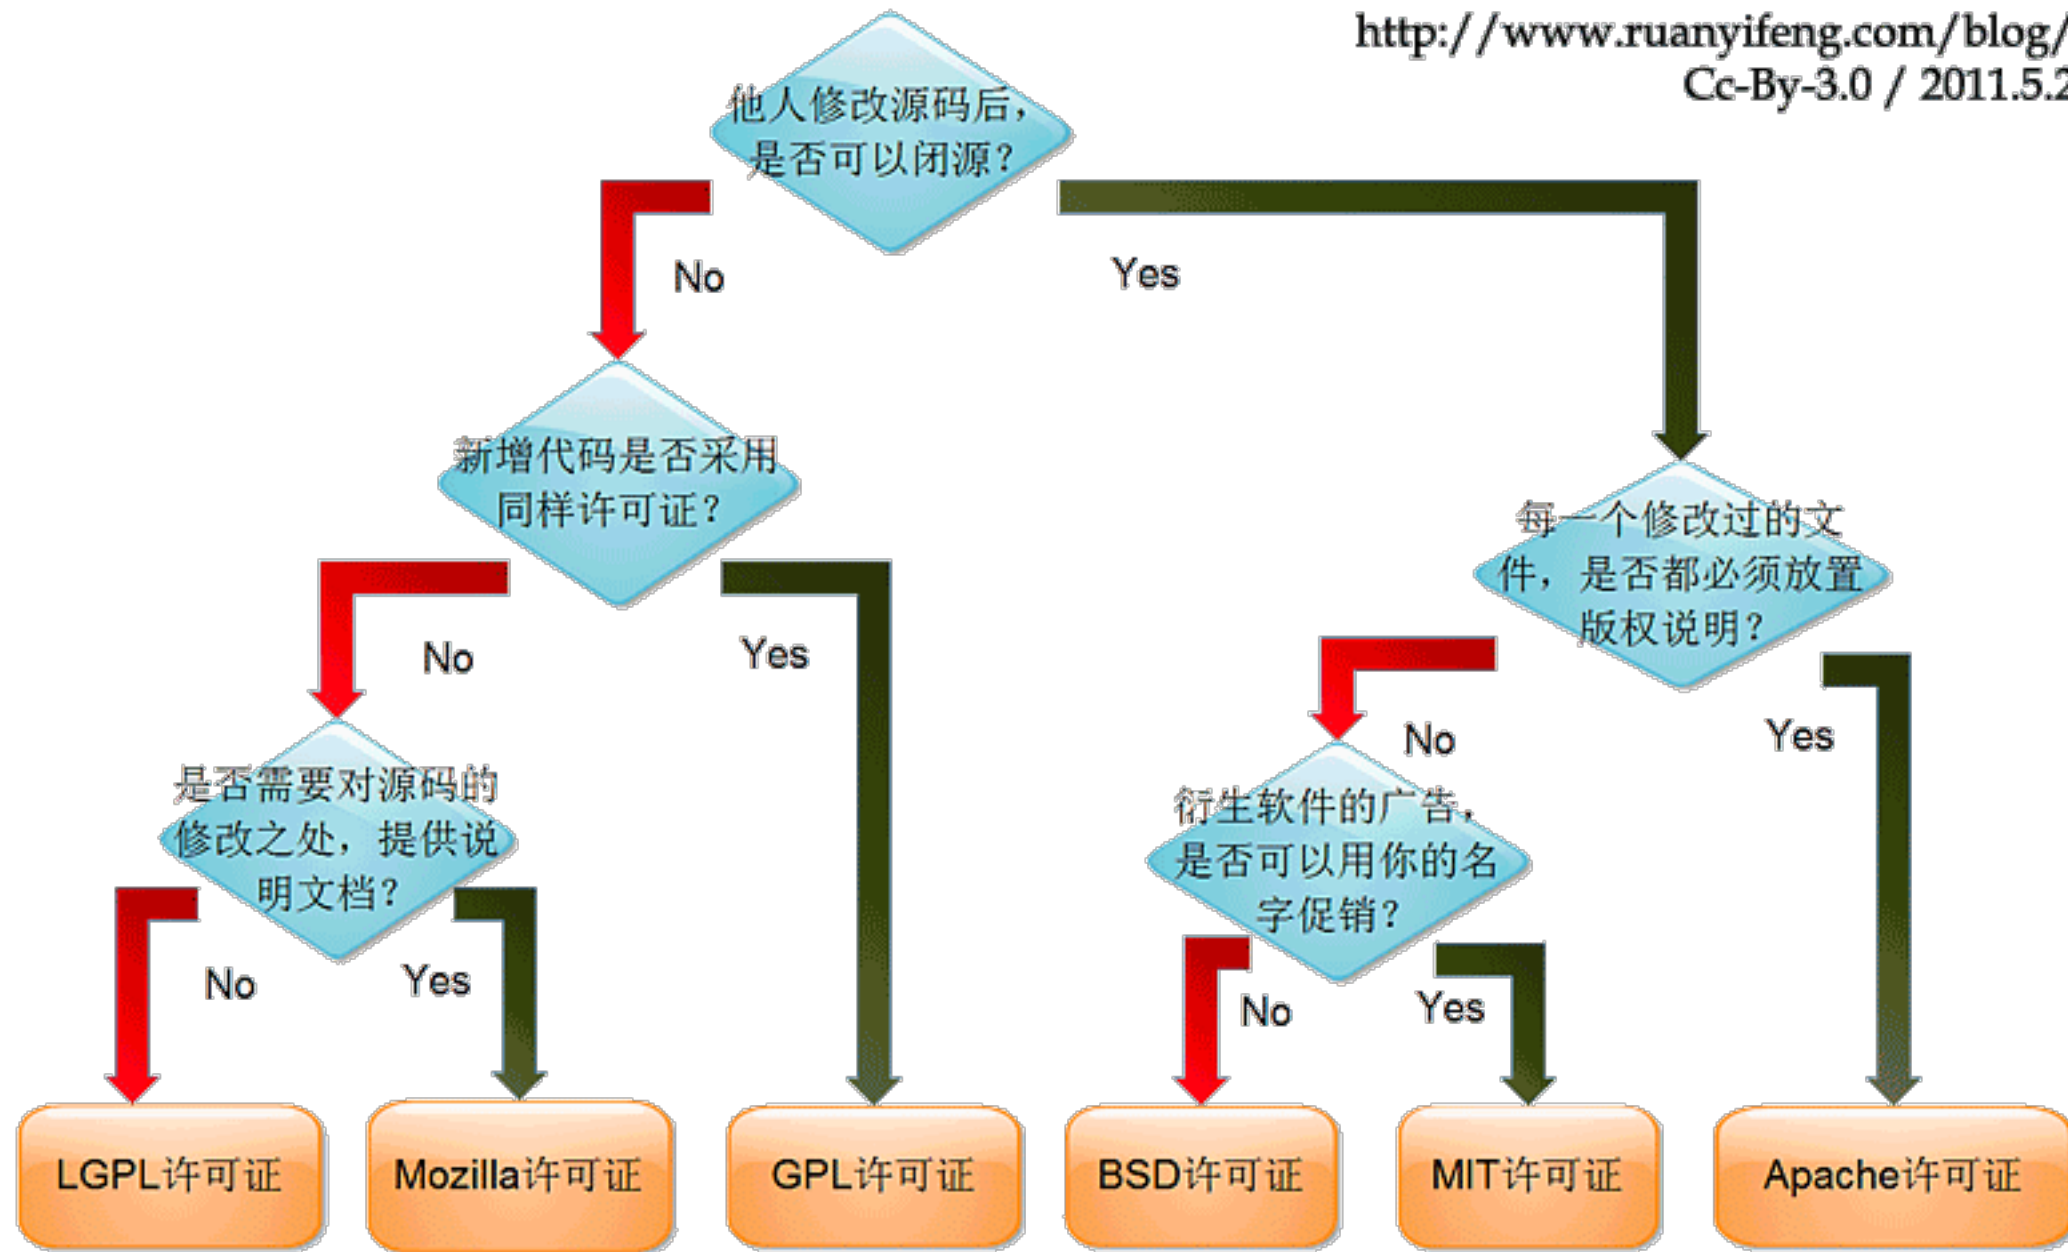 http://www.ruanyifeng.com/blog/
Cc-By-3.0 / 2011.5.2
他人修改源码后，
是否可以闭源？
No
Yes
新增代码是否采用
同样许可证？
No
Yes
每一个修改过的文
件，是否都必须放置
版权说明？
No
Yes
是否需要对源码的
修改之处，提供说
明文档？
No
Yes
衍生软件的广告，
是否可以用你的名
字促销？
No
Yes
LGPL许可证
Mozilla许可证
GPL许可证
BSD许可证
MIT许可证
Apache许可证